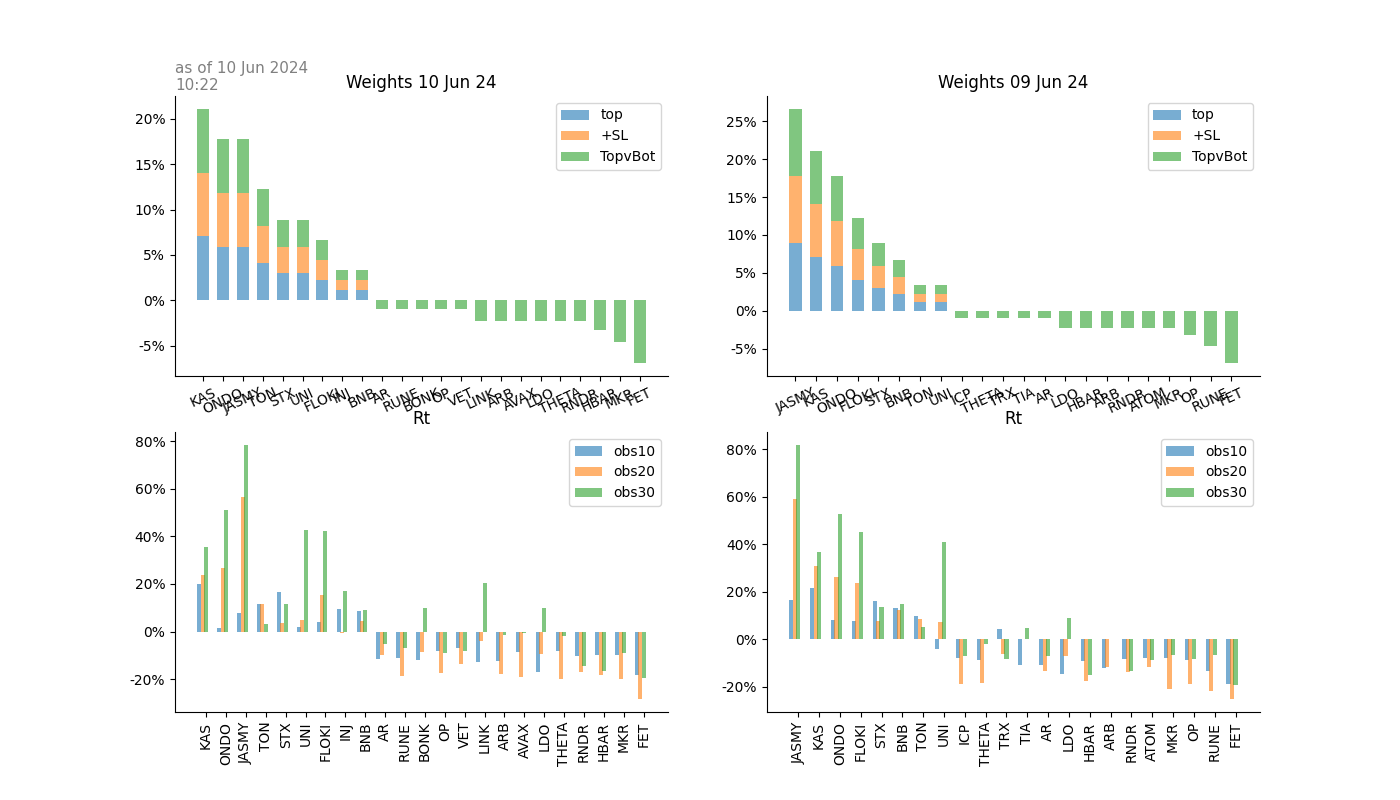 as of 10 Jun 2024
10:22
Weights 10 Jun 24
20%
15%
10%
5%
0%
-5%
top
+SL
TopvBot
KAS
ONDO
JASMY
TON
STX
UNI
FLOKI
INJ
BNB
AR
RUNE
BONK
OP
VET
LINK
ARB
AVAX
LDO
THETA
RNDR
HBAR
MKR
FET
Weights 09 Jun 24
25%
20%
15%
10%
5%
0%
-5%
top
+SL
TopvBot
JASMY
KAS
ONDO
FLOKI
STX
BNB
TON
UNI
ICP
THETA
TRX
TIA
AR
LDO
HBAR
ARB
RNDR
ATOM
MKR
OP
RUNE
FET
Rt
80%
60%
40%
20%
0%
-20%
obs10
obs20
obs30
KAS
ONDO
JASMY
TON
STX
UNI
FLOKI
INJ
BNB
AR
RUNE
BONK
OP
VET
LINK
ARB
AVAX
LDO
THETA
RNDR
HBAR
MKR
FET
Rt
80%
60%
40%
20%
0%
-20%
obs10
obs20
obs30
JASMY
KAS
ONDO
FLOKI
STX
BNB
TON
UNI
ICP
THETA
TRX
TIA
AR
LDO
HBAR
ARB
RNDR
ATOM
MKR
OP
RUNE
FET